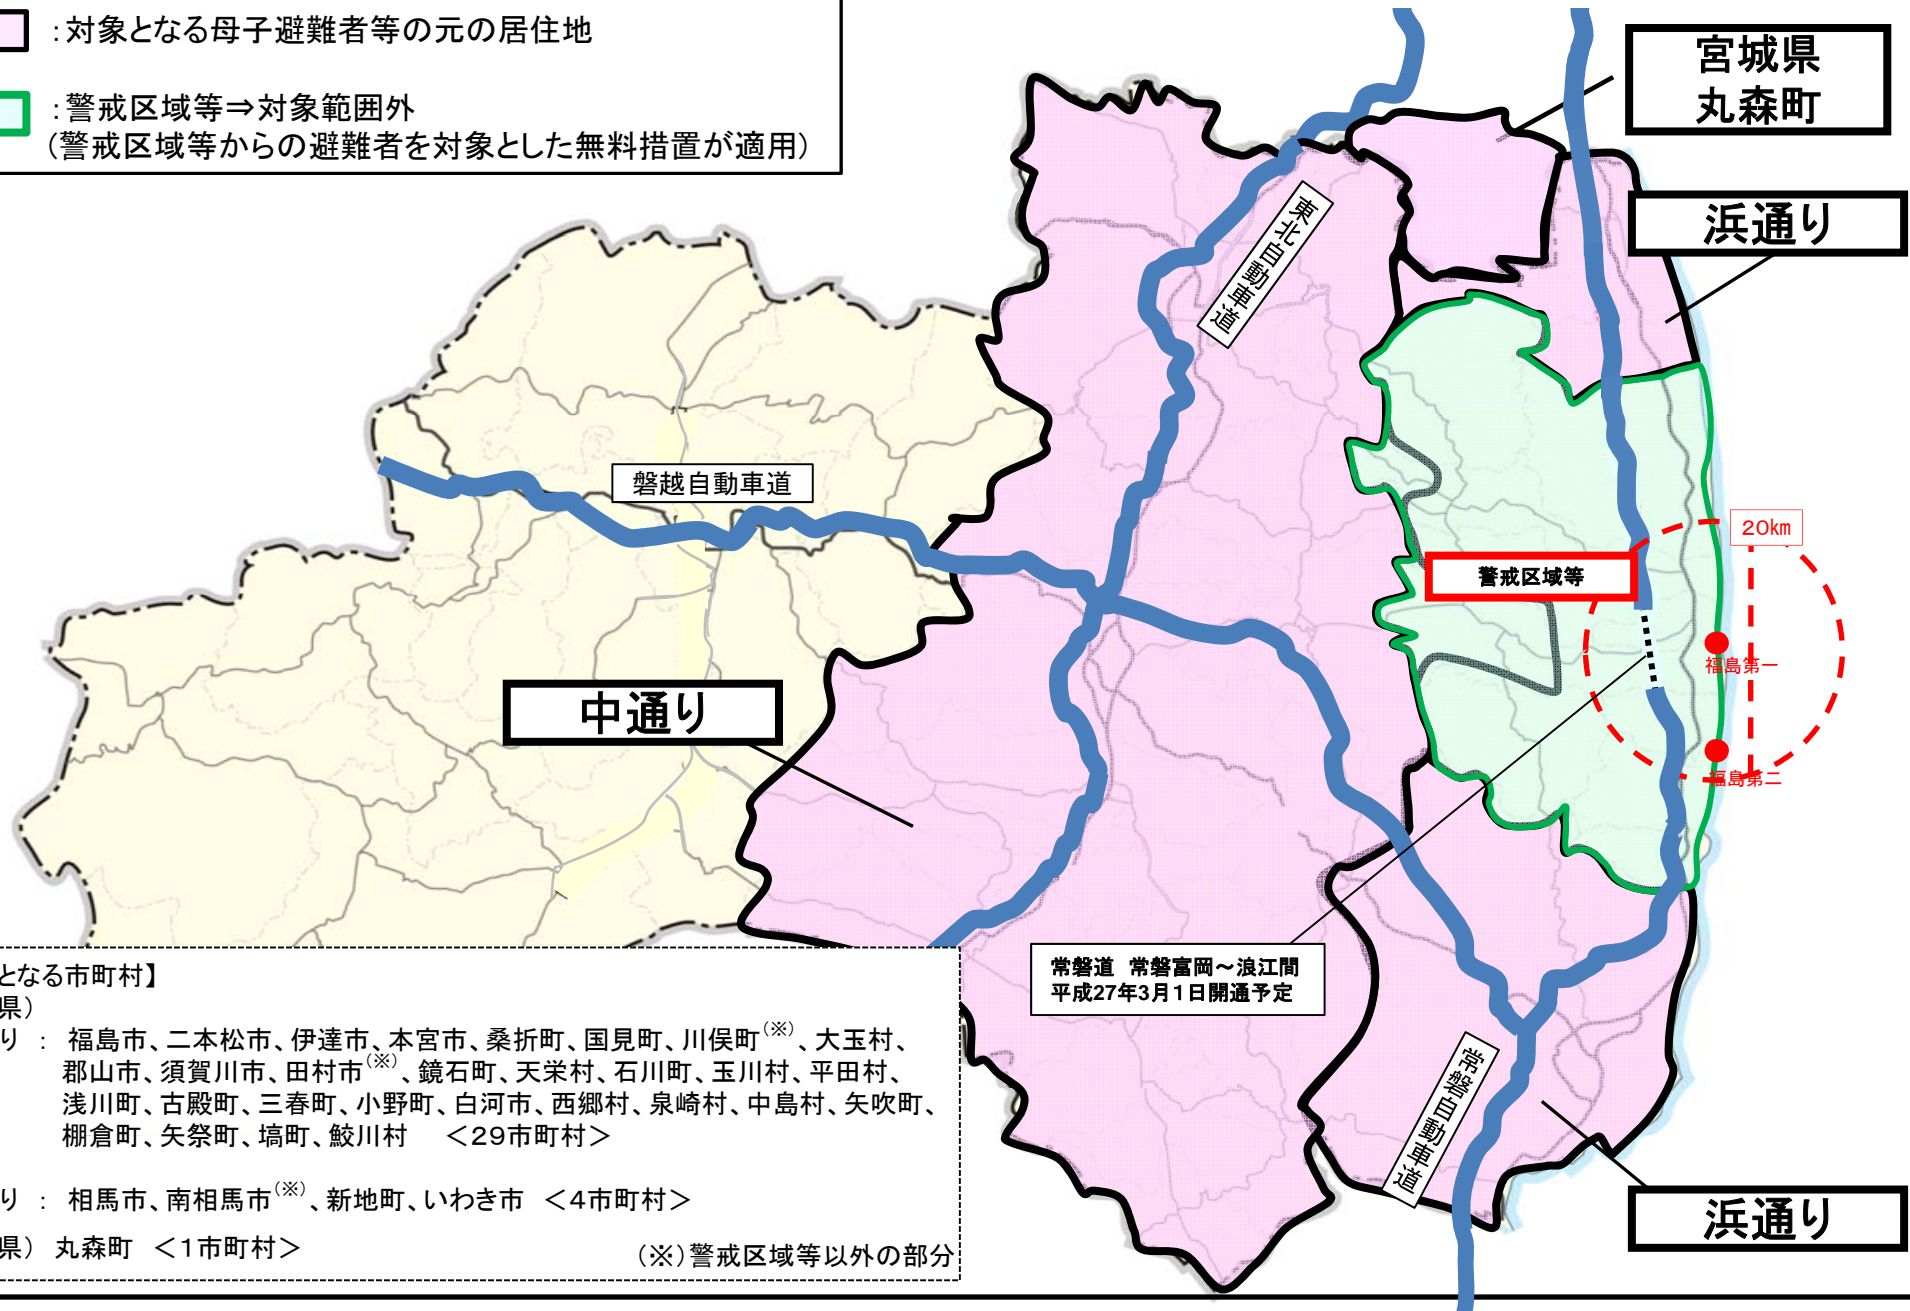 ：対象となる母子避難者等の元の居住地
：警戒区域等⇒対象範囲外
(警戒区域等からの避難者を対象とした無料措置が適用)
宮城県
丸森町
浜通り
東北自動車道
磐越自動車道
20km
警戒区域等
福島第一
中通り
福島第二
常磐道 常磐富岡～浪江間
平成27年3月1日開通予定
常磐自動車道
浜通り
となる市町村】
県）
り ： 福島市、二本松市、伊達市、本宮市、桑折町、国見町、川俣町(※)、大玉村、
郡山市、須賀川市、田村市(※)、鏡石町、天栄村、石川町、玉川村、平田村、
浅川町、古殿町、三春町、小野町、白河市、西郷村、泉崎村、中島村、矢吹町、
棚倉町、矢祭町、塙町、鮫川村 ＜29市町村＞
り ： 相馬市、南相馬市(※)、新地町、いわき市 ＜4市町村＞
県） 丸森町 ＜1市町村＞
(※)警戒区域等以外の部分